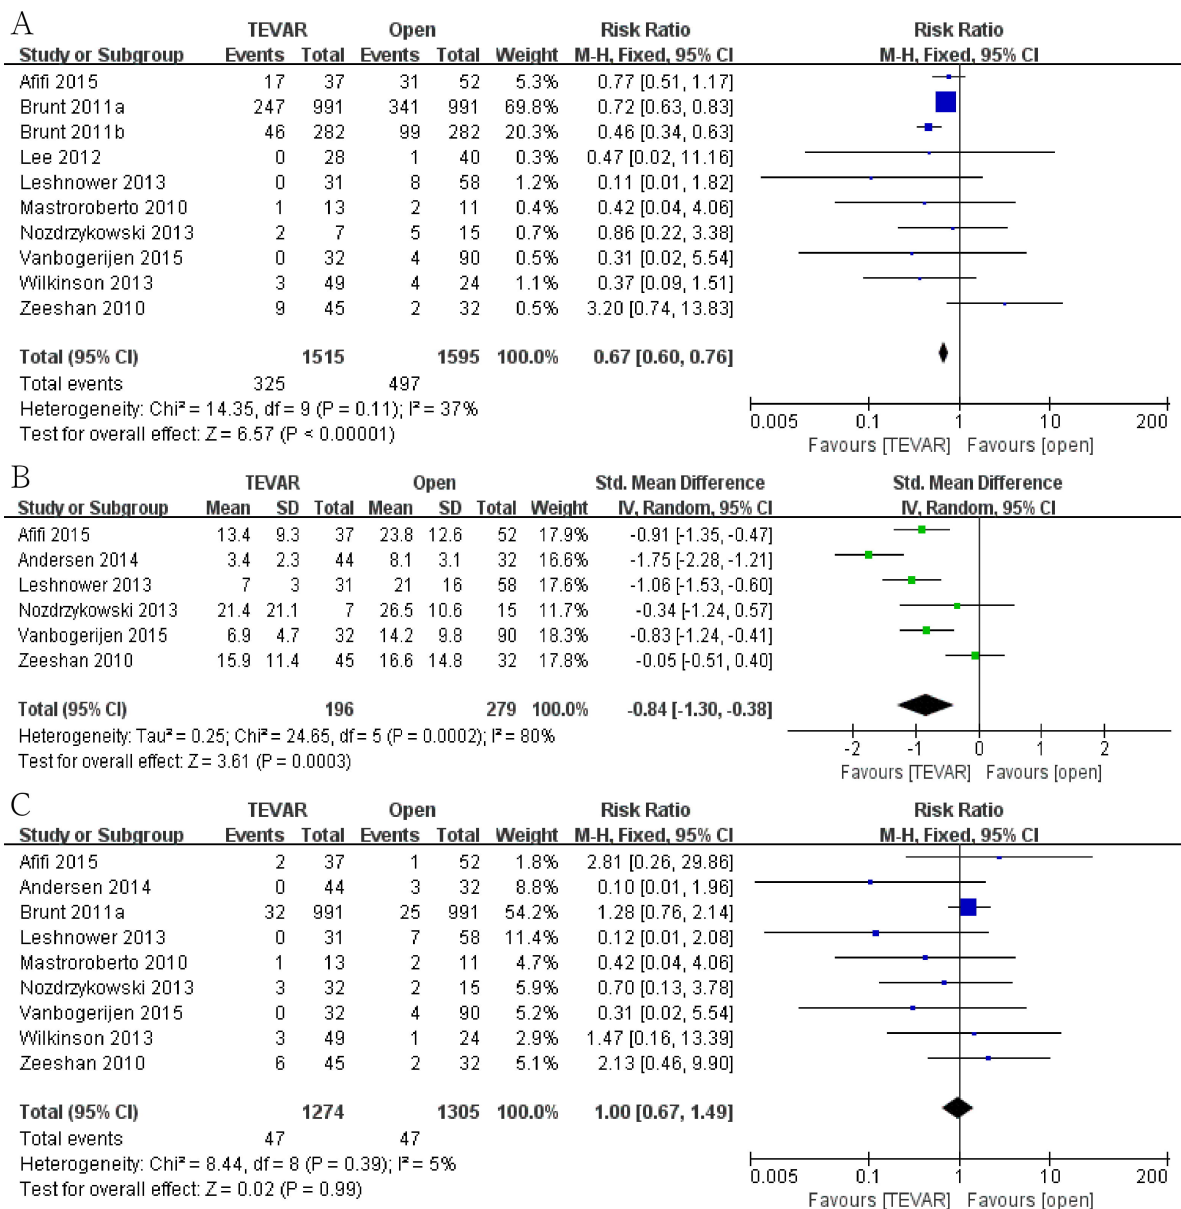 A
TEVAR Open Risk Ratio Risk Ratio
Study or Subgroup Events Total Events Total Weight M-H, Fixed, 95% CI M-H, Fixed, 95% CI
Afifi 2015 17 37 31 52 5.3% 0.77 [0.51, 1.17]
Brunt 2011a 247 991 341 991 69.8% 0.72 [0.63, 0.83]
Brunt 2011b 46 282 99 282 20.3% 0.46 [0.34, 0.63]
Lee 2012 0 28 1 40 0.3% 0.47 [0.02, 11.16]
Leshnower 2013 0 31 8 58 1.2% 0.11 [0.01, 1.82]
Mastroroberto 2010 1 13 2 11 0.4% 0.42 [0.04, 4.06]
Nozdrzykowski 2013 2 7 5 15 0.7% 0.86 [0.22, 3.38]
Vanbogerijen 2015 0 32 4 90 0.5% 0.31 [0.02, 5.54]
Wilkinson 2013 3 49 4 24 1.1% 0.37 [0.09, 1.51]
Zeeshan 2010 9 45 2 32 0.5% 3.20 [0.74, 13.83]
Total (95% CI) 1515 1595 100.0% 0.67 [0.60, 0.76]
Total events 325 497
Heterogeneity: Chi² = 14.35, df = 9 (P = 0.11); I² = 37%
Test for overall effect: Z = 6.57 (P < 0.00001)
0.005 0.1 1 10 200
Favours [TEVAR] Favours [open]
B
TEVAR Open Std. Mean Difference Std. Mean Difference
Study or Subgroup Mean SD Total Mean SD Total Weight IV, Random, 95% CI IV, Random, 95% CI
Afifi 2015 13.4 9.3 37 23.8 12.6 52 17.9% -0.91 [-1.35, -0.47]
Andersen 2014 3.4 2.3 44 8.1 3.1 32 16.6% -1.75 [-2.28, -1.21]
Leshnower 2013 7 3 31 21 16 58 17.6% -1.06 [-1.53, -0.60]
Nozdrzykowski 2013 21.4 21.1 7 26.5 10.6 15 11.7% -0.34 [-1.24, 0.57]
Vanbogerijen 2015 6.9 4.7 32 14.2 9.8 90 18.3% -0.83 [-1.24, -0.41]
Zeeshan 2010 15.9 11.4 45 16.6 14.8 32 17.8% -0.05 [-0.51, 0.40]
Total (95% CI) 196 279 100.0% -0.84 [-1.30, -0.38]
Heterogeneity: Tau² = 0.25; Chi² = 24.65, df = 5 (P = 0.0002); I² = 80%
Test for overall effect: Z = 3.61 (P = 0.0003)
-2 -1 0 1 2
Favours [TEVAR] Favours [open]
C
TEVAR Open Risk Ratio Risk Ratio
Study or Subgroup Events Total Events Total Weight M-H, Fixed, 95% CI M-H, Fixed, 95% CI
Afifi 2015 2 37 1 52 1.8% 2.81 [0.26, 29.86]
Andersen 2014 0 44 3 32 8.8% 0.10 [0.01, 1.96]
Brunt 2011a 32 991 25 991 54.2% 1.28 [0.76, 2.14]
Leshnower 2013 0 31 7 58 11.4% 0.12 [0.01, 2.08]
Mastroroberto 2010 1 13 2 11 4.7% 0.42 [0.04, 4.06]
Nozdrzykowski 2013 3 32 2 15 5.9% 0.70 [0.13, 3.78]
Vanbogerijen 2015 0 32 4 90 5.2% 0.31 [0.02, 5.54]
Wilkinson 2013 3 49 1 24 2.9% 1.47 [0.16, 13.39]
Zeeshan 2010 6 45 2 32 5.1% 2.13 [0.46, 9.90]
Total (95% CI) 1274 1305 100.0% 1.00 [0.67, 1.49]
Total events 47 47
Heterogeneity: Chi² = 8.44, df = 8 (P = 0.39); I² = 5%
Test for overall effect: Z = 0.02 (P = 0.99)
0.005 0.1 1 10 200
Favours [TEVAR] Favours [open]